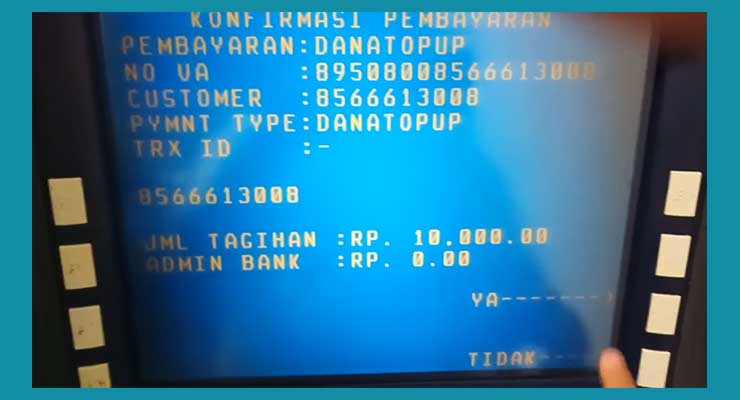 KONFIRMASI PEMBAYARAN
PEMBAYARAN:DANATOPUP
NO VA :89508008566613008
CUSTOMER :8566613008
PYMNT TYPE:DANATOPUP
TRX ID :-
8566613008
JML TAGIHAN :RP. 10,000.00
ADMIN BANK :RP. 0.00
YA-------›
TIDAK----